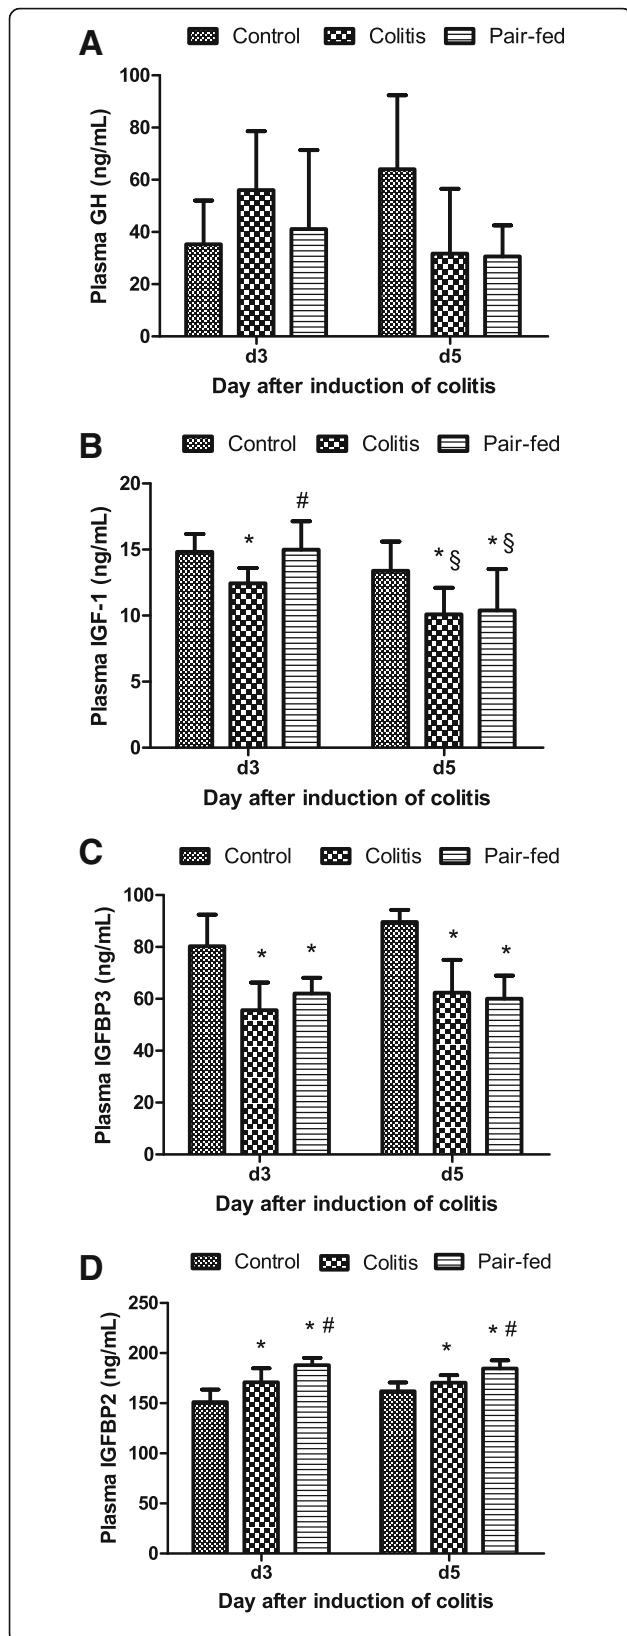 A
Control Colitis Pair-fed
100
80
60
40
20
0
Plasma GH (ng/mL)
d3 d5
Day after induction of colitis
B
Control Colitis Pair-fed
20
15
10
5
0
Plasma IGF-1 (ng/mL)
* # * § * §
d3 d5
Day after induction of colitis
C
Control Colitis Pair-fed
100
80
60
40
20
0
Plasma IGFBP3 (ng/mL)
* * * *
d3 d5
Day after induction of colitis
D
Control Colitis Pair-fed
250
200
150
100
50
0
Plasma IGFBP2 (ng/mL)
* * # * * #
d3 d5
Day after induction of colitis